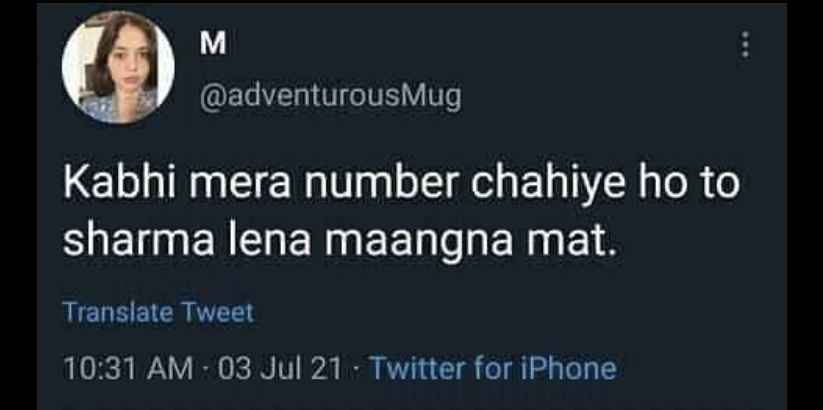 M
@adventurousMug
Kabhi mera number chahiye ho to
sharma lena maangna mat.
Translate Tweet
10:31 AM · 03 Jul 21 · Twitter for iPhone